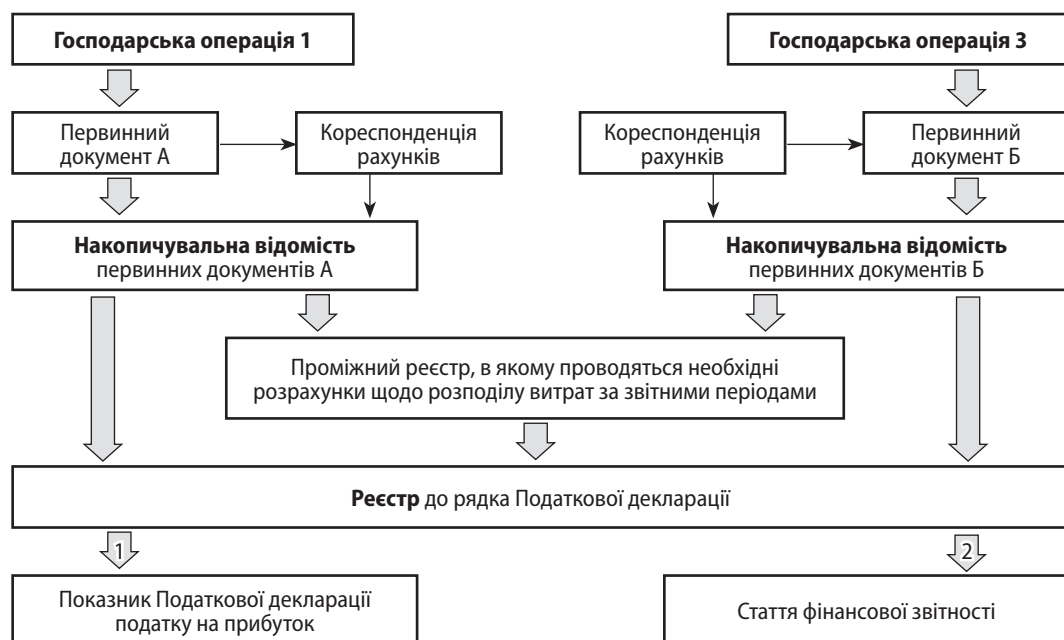 Господарська операція 1
Господарська операція 3
Первинний
документ А
Кореспонденція
рахунків
Кореспонденція
рахунків
Первинний
документ Б
Накопичувальна відомість
первинних документів А
Накопичувальна відомість
первинних документів Б
Проміжний реєстр, в якому проводяться необхідні
розрахунки щодо розподілу витрат за звітними періодами
Реєстр до рядка Податкової декларації
1
2
Показник Податкової декларації
податку на прибуток
Стаття фінансової звітності